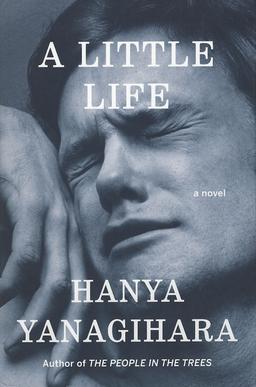 A LITTLE
LIFE
a novel
HANYA
YANAGIHARA
Author of THE PEOPLE IN THE TREES